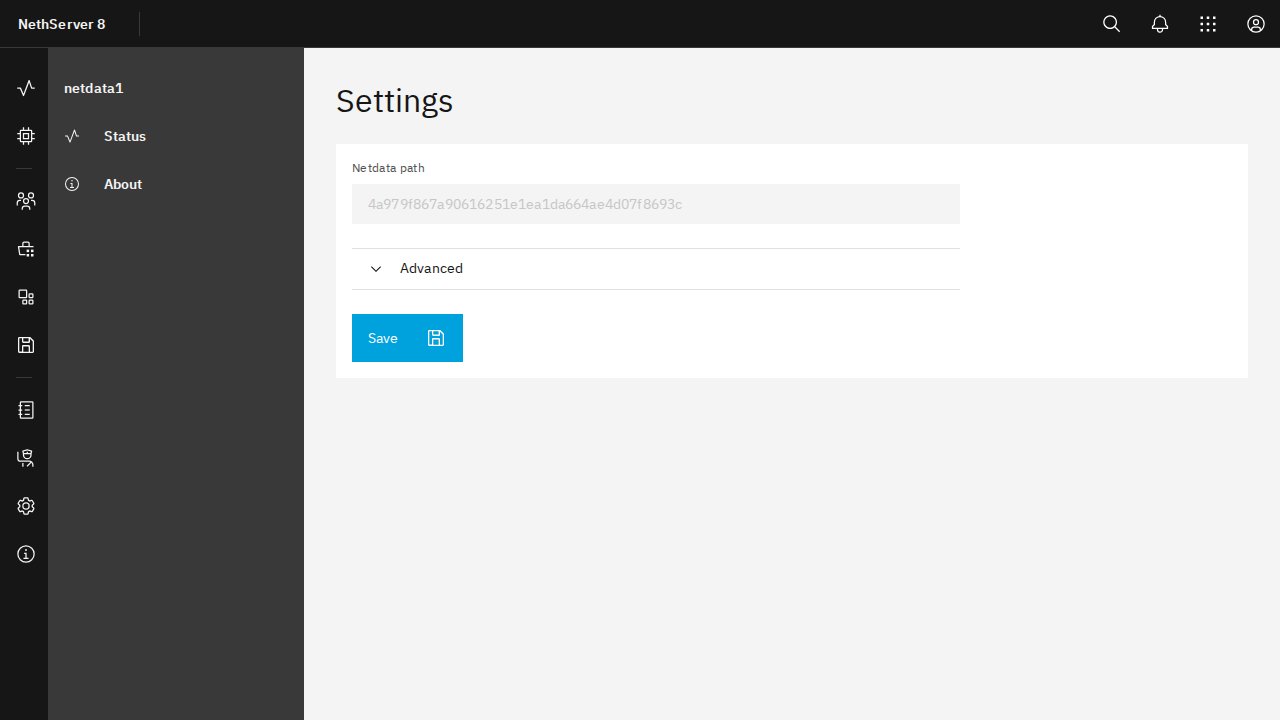 NethServer 8
netdata1
Status
About
Settings
Netdata path
4a979f867a90616251e1ea1da664ae4d07f8693c
Advanced
Save